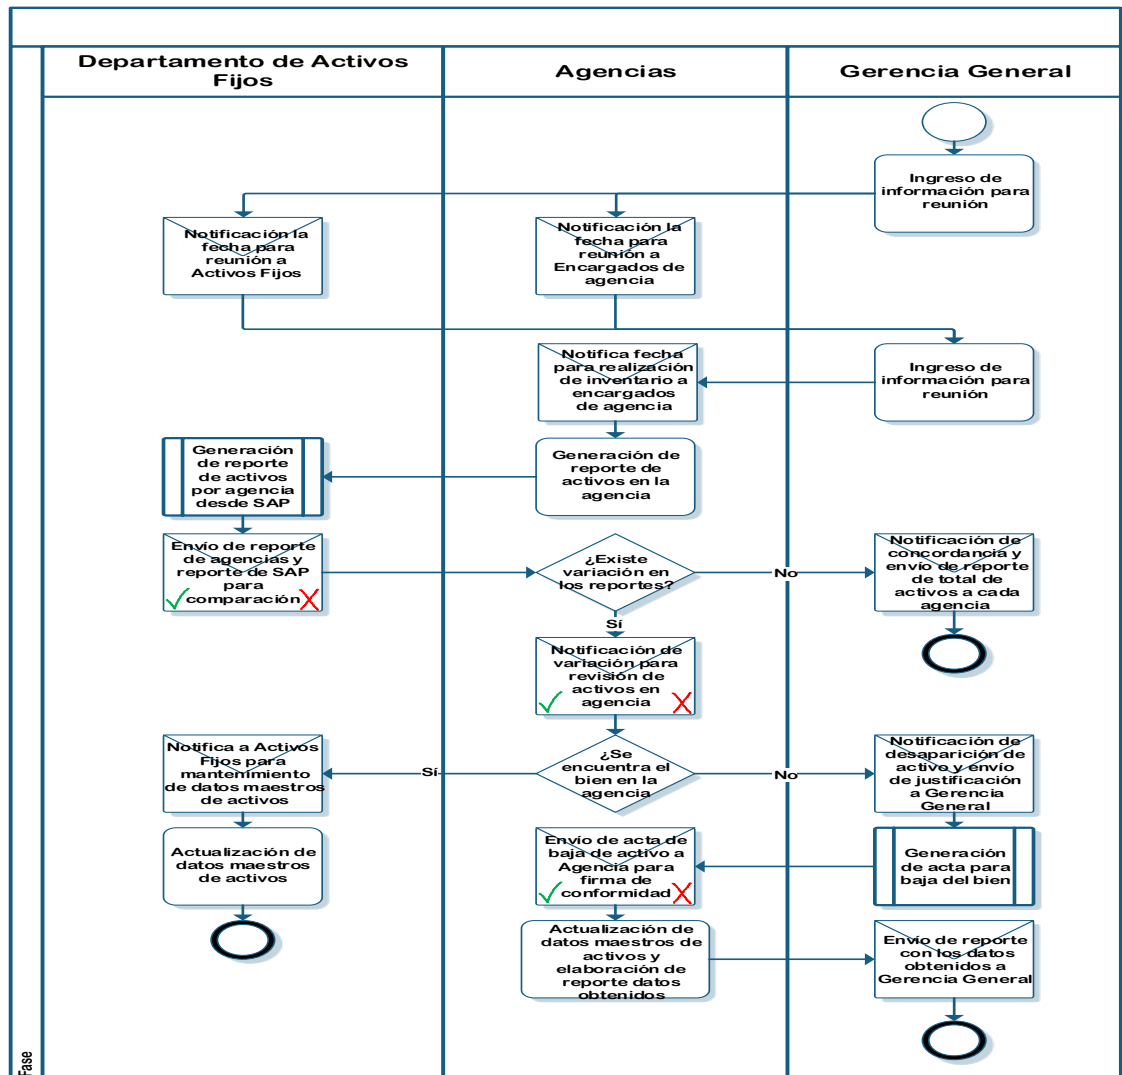 Departamento de Activos
Fijos
Agencias
Gerencia General
Ingreso de
información para
reunión
Notificación la
fecha para
reunión a
Activos Fijos
Notificación la
fecha para
reunión a
Encargados de
agencia
Notifica fecha
para realización
de inventario a
encargados
de agencia
Ingreso de
información para
reunión
Generación
de reporte
de activos
por agencia
desde SAP
Generación de
reporte de
activos en la
agencia
Envío de reporte
de agencias y
reporte de SAP
para
comparación
¿Existe
variación en
los reportes?
No
Notificación de
concordancia y
envío de reporte
de total de
activos a cada
agencia
Sí
Notificación de
variación para
revisión de
activos en
agencia
Notifica a Activos
Fijos para
mantenimiento
de datos maestros
de activos
Sí
¿Se
encuentra el
bien en la
agencia
No
Notificación de
desaparición de
activo y envío
de justificación
a Gerencia
General
Actualización de
datos maestros
de activos
Envío de acta de
baja de activo a
Agencia para
firma de
conformidad
Generación
de acta para
baja del bien
Actualización de
datos maestros de
activos y
elaboración de
reporte datos
obtenidos
Envío de reporte
con los datos
obtenidos a
Gerencia General
Fase